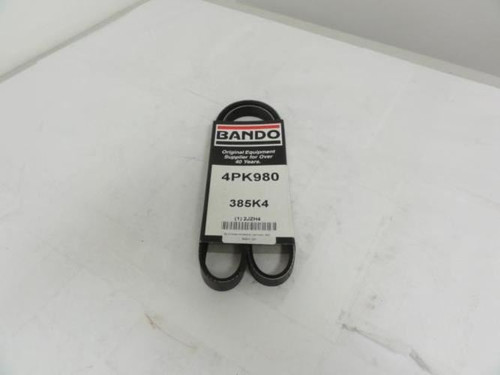 BANDO
Original Equipment
Supplier for Over
40 Years.
4PK980
385K4